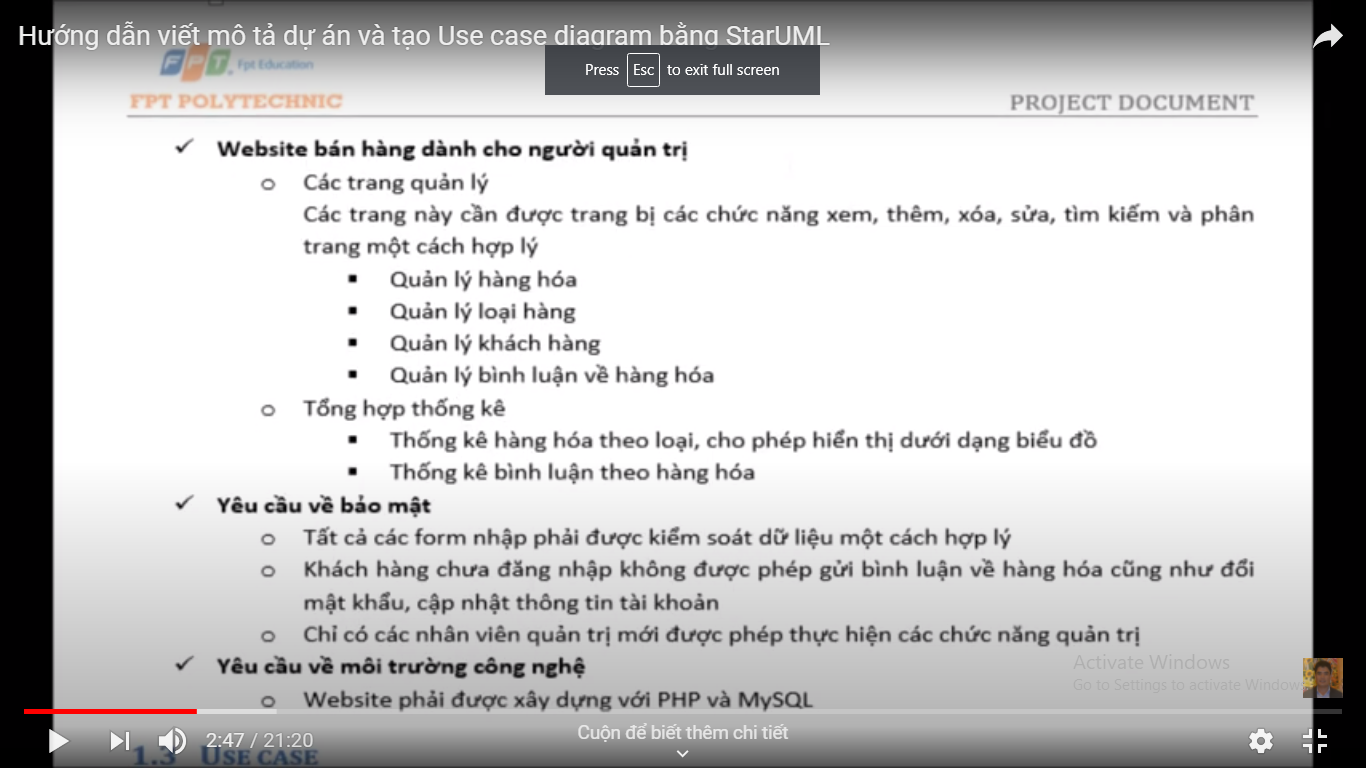 Hướng dẫn viết mô tả dự án và tạo Use case diagram bằng StarUML
Press Esc to exit full screen
FPT. Fpt Education
FPT POLYTECHNIC
PROJECT DOCUMENT
✓ Website bán hàng dành cho người quản trị
o Các trang quản lý
Các trang này cần được trang bị các chức năng xem, thêm, xóa, sửa, tìm kiếm và phân
trang một cách hợp lý
▪ Quản lý hàng hóa
▪ Quản lý loại hàng
▪ Quản lý khách hàng
▪ Quản lý bình luận về hàng hóa
o Tổng hợp thống kê
▪ Thống kê hàng hóa theo loại, cho phép hiển thị dưới dạng biểu đồ
▪ Thống kê bình luận theo hàng hóa
✓ Yêu cầu về bảo mật
o Tất cả các form nhập phải được kiểm soát dữ liệu một cách hợp lý
o Khách hàng chưa đăng nhập không được phép gửi bình luận về hàng hóa cũng như đổi
mật khẩu, cập nhật thông tin tài khoản
o Chỉ có các nhân viên quản trị mới được phép thực hiện các chức năng quản trị
✓ Yêu cầu về môi trường công nghệ
o Website phải được xây dựng với PHP và MySQL
Activate Windows
Go to Settings to activate Windows
2:47 / 21:20
Cuộn để biết thêm chi tiết
1.3 USE CASE